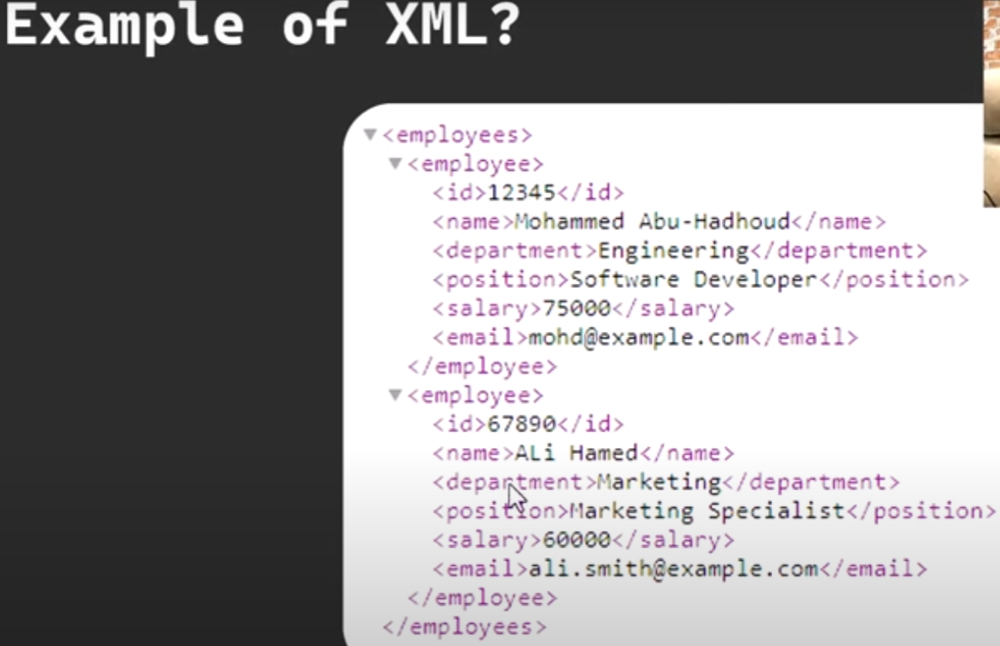 Example of XML?
<employees>
<employee>
<id>12345</id>
<name>Mohammed Abu-Hadhoud</name>
<department>Engineering</department>
<position>Software Developer</position>
<salary>75000</salary>
<email>mohd@example.com</email>
</employee>
<employee>
<id>67890</id>
<name>ALi Hamed</name>
<department>Marketing</department>
<position>Marketing Specialist</position>
<salary>60000</salary>
<email>ali.smith@example.com</email>
</employee>
</employees>